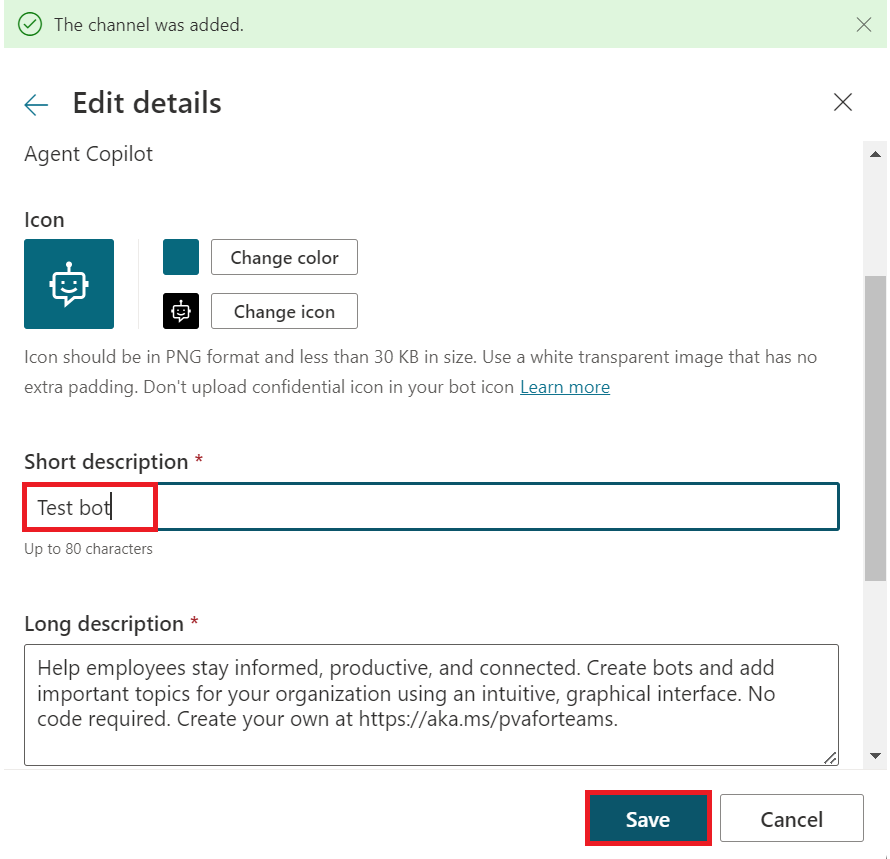 The channel was added.
Edit details
Agent Copilot
Icon
Change color
Change icon
Icon should be in PNG format and less than 30 KB in size. Use a white transparent image that has no
extra padding. Don't upload confidential icon in your bot icon Learn more
Short description *
Test bot
Up to 80 characters
Long description *
Help employees stay informed, productive, and connected. Create bots and add
important topics for your organization using an intuitive, graphical interface. No
code required. Create your own at https://aka.ms/pvaforteams.
Save
Cancel